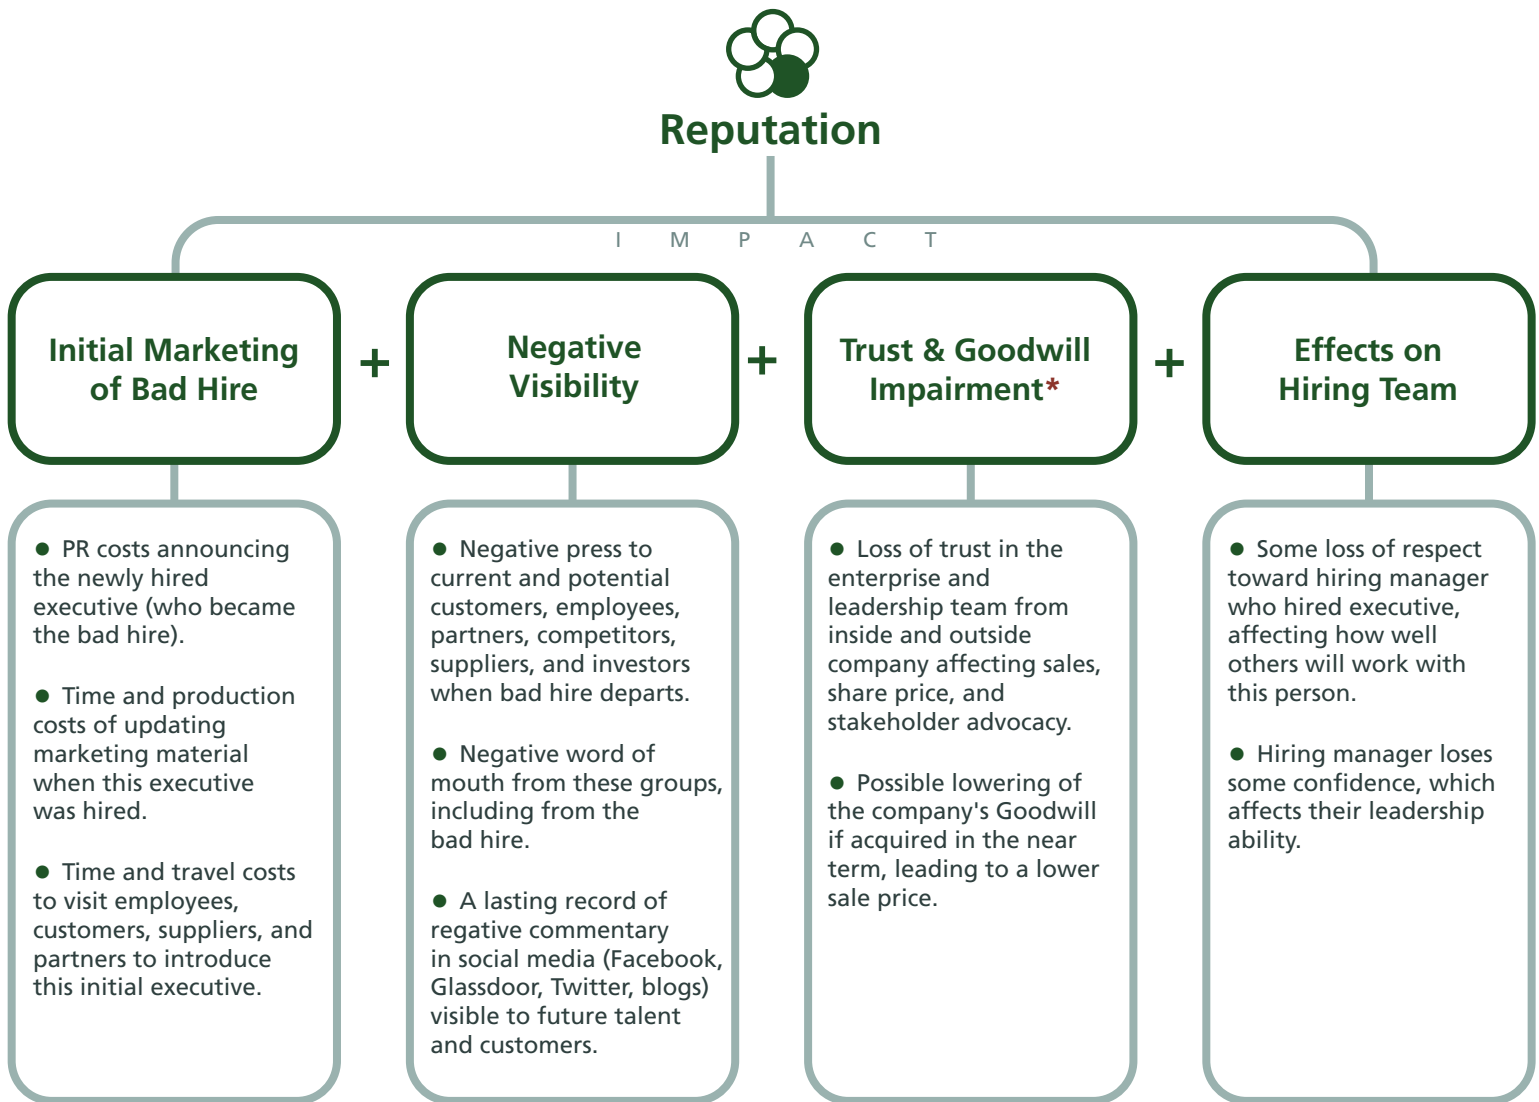 Reputation
I M P A C T
Initial Marketing
of Bad Hire
+
Negative
Visibility
+
Trust & Goodwill
Impairment*
+
Effects on
Hiring Team
● PR costs announcing
the newly hired
executive (who became
the bad hire).
● Time and production
costs of updating
marketing material
when this executive
was hired.
● Time and travel costs
to visit employees,
customers, suppliers, and
partners to introduce
this initial executive.
● Negative press to
current and potential
customers, employees,
partners, competitors,
suppliers, and investors
when bad hire departs.
● Negative word of
mouth from these groups,
including from the
bad hire.
● A lasting record of
regative commentary
in social media (Facebook,
Glassdoor, Twitter, blogs)
visible to future talent
and customers.
● Loss of trust in the
enterprise and
leadership team from
inside and outside
company affecting sales,
share price, and
stakeholder advocacy.
● Possible lowering of
the company's Goodwill
if acquired in the near
term, leading to a lower
sale price.
● Some loss of respect
toward hiring manager
who hired executive,
affecting how well
others will work with
this person.
● Hiring manager loses
some confidence, which
affects their leadership
ability.